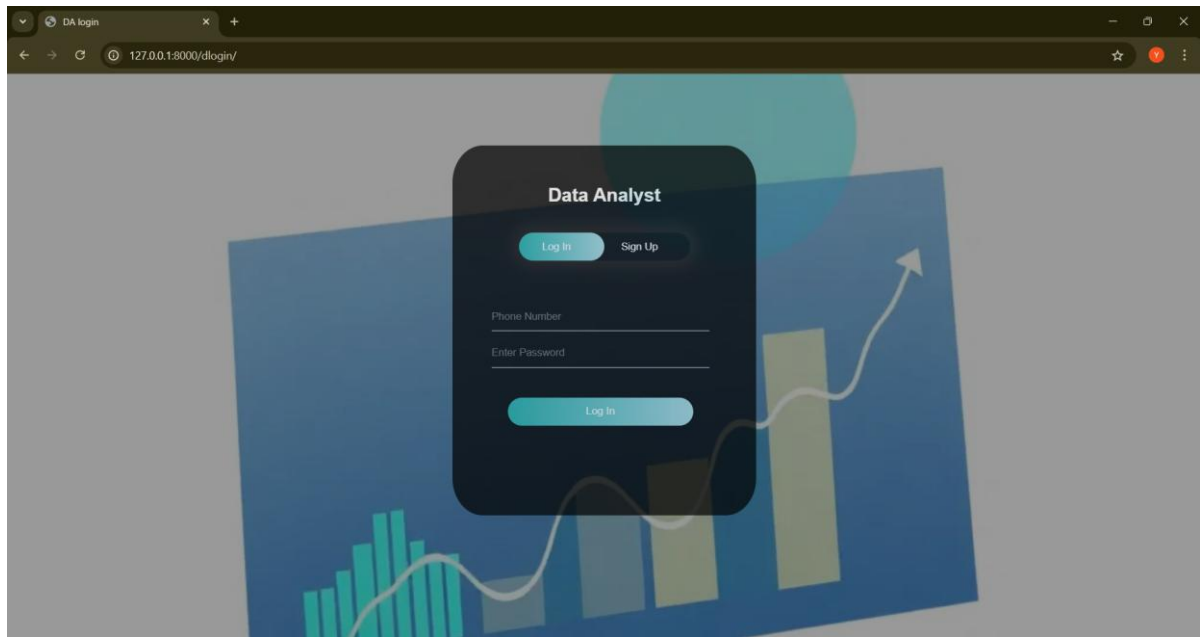 DA login
127.0.0.1:8000/dlogin/
Y
Data Analyst
Log In Sign Up
Phone Number
Enter Password
Log In